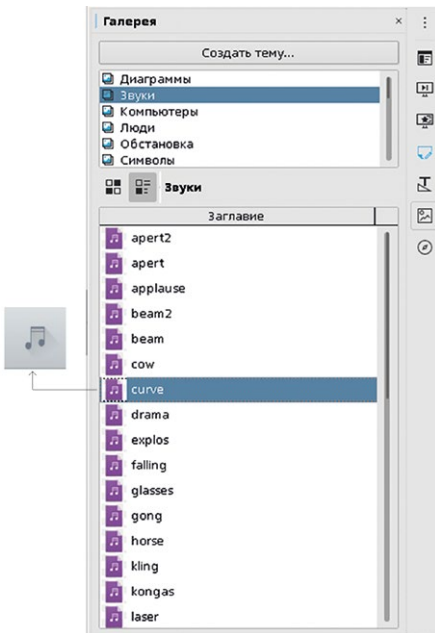 Галерея
Создать тему...
Диаграммы
Звуки
Компьютеры
Люди
Обстановка
Символы
Звуки
Заглавие
apert2
apert
applause
beam2
beam
cow
curve
drama
explos
falling
glasses
gong
horse
kling
kongas
laser